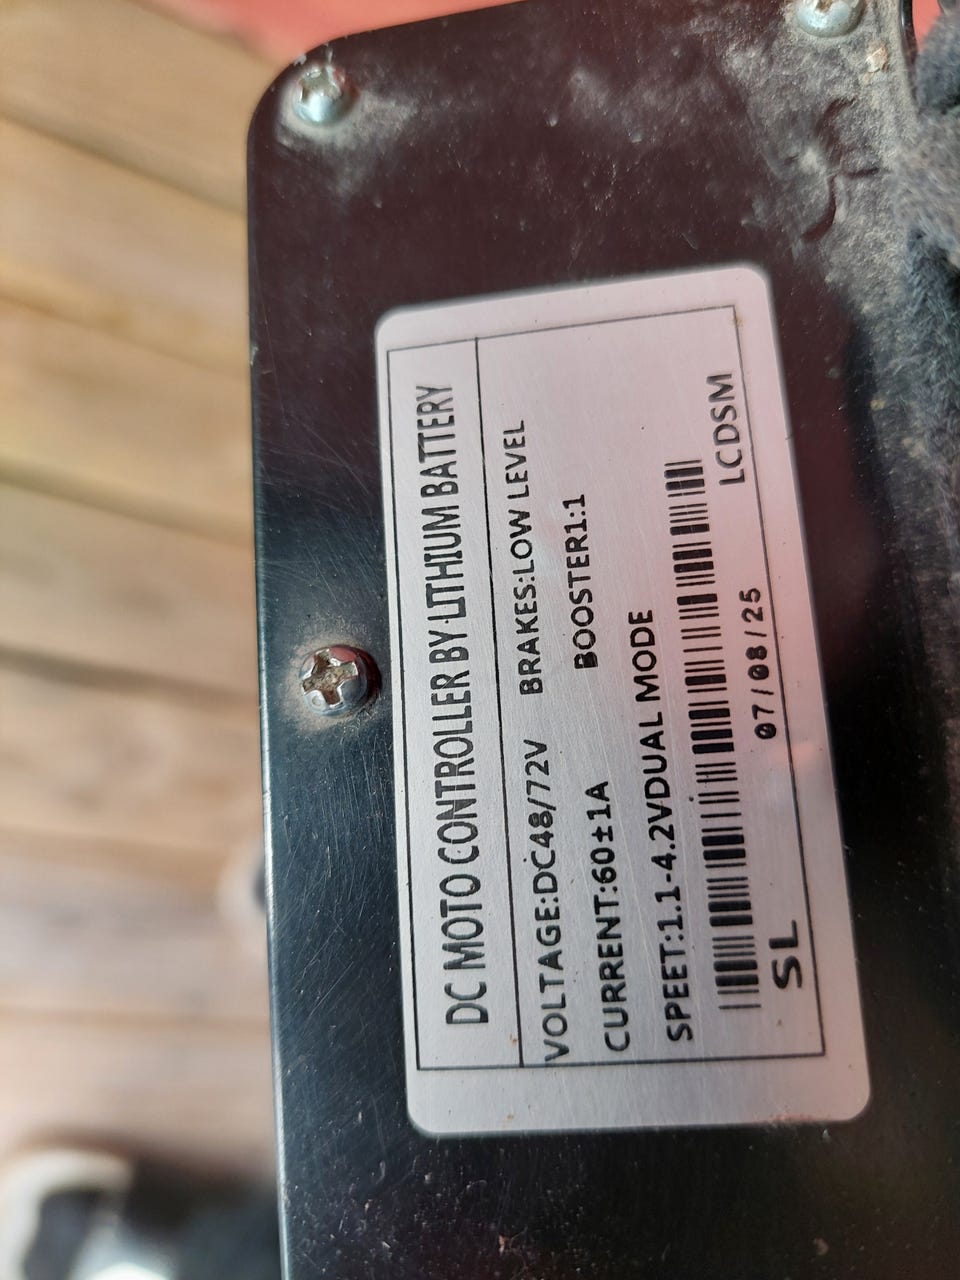 DC MOTO CONTROLLER BY LITHIUM BATTERY
VOLTAGE:DC48/72V BRAKES:LOW LEVEL
CURRENT:60±1A BOOSTER1:1
SPEET:1.1-4.2VDUAL MODE
SL 07/08/25 LCDSM